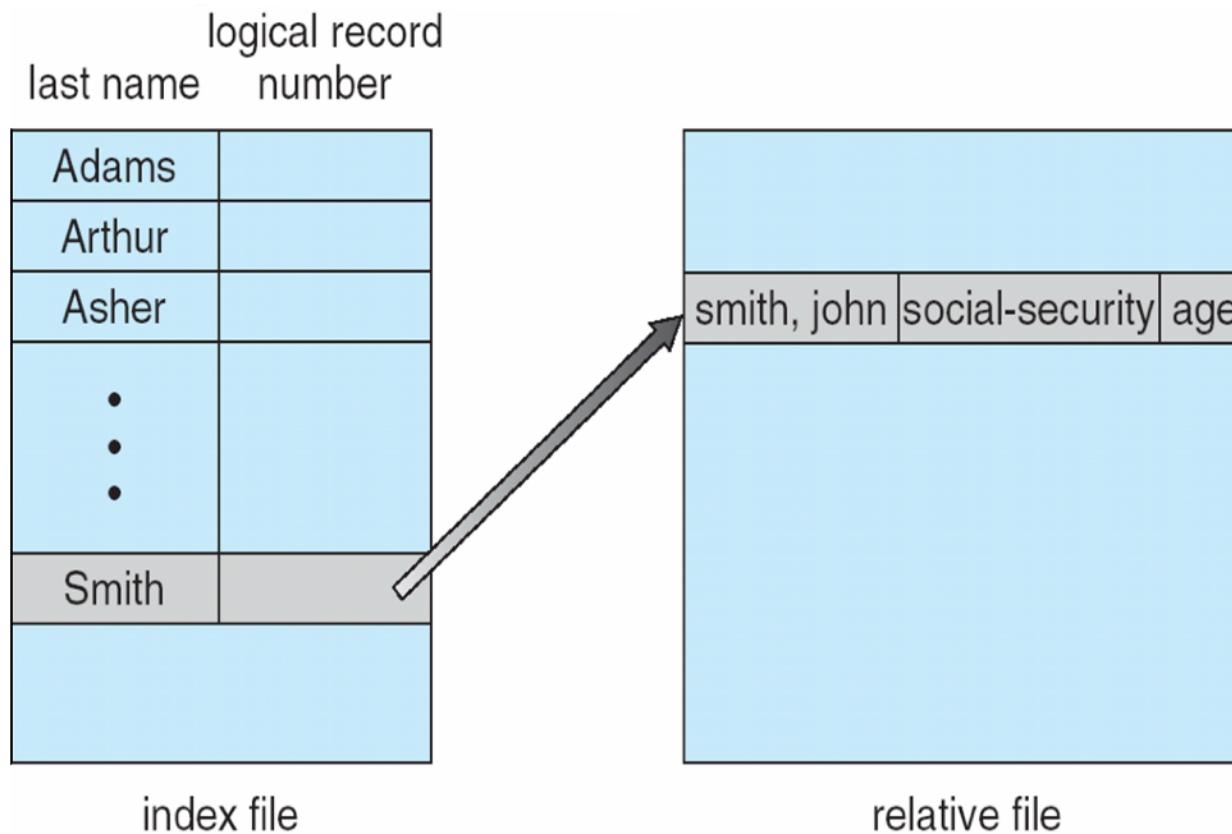 logical record
last name number
Adams
Arthur
Asher
Smith
smith, john social-security age
index file relative file